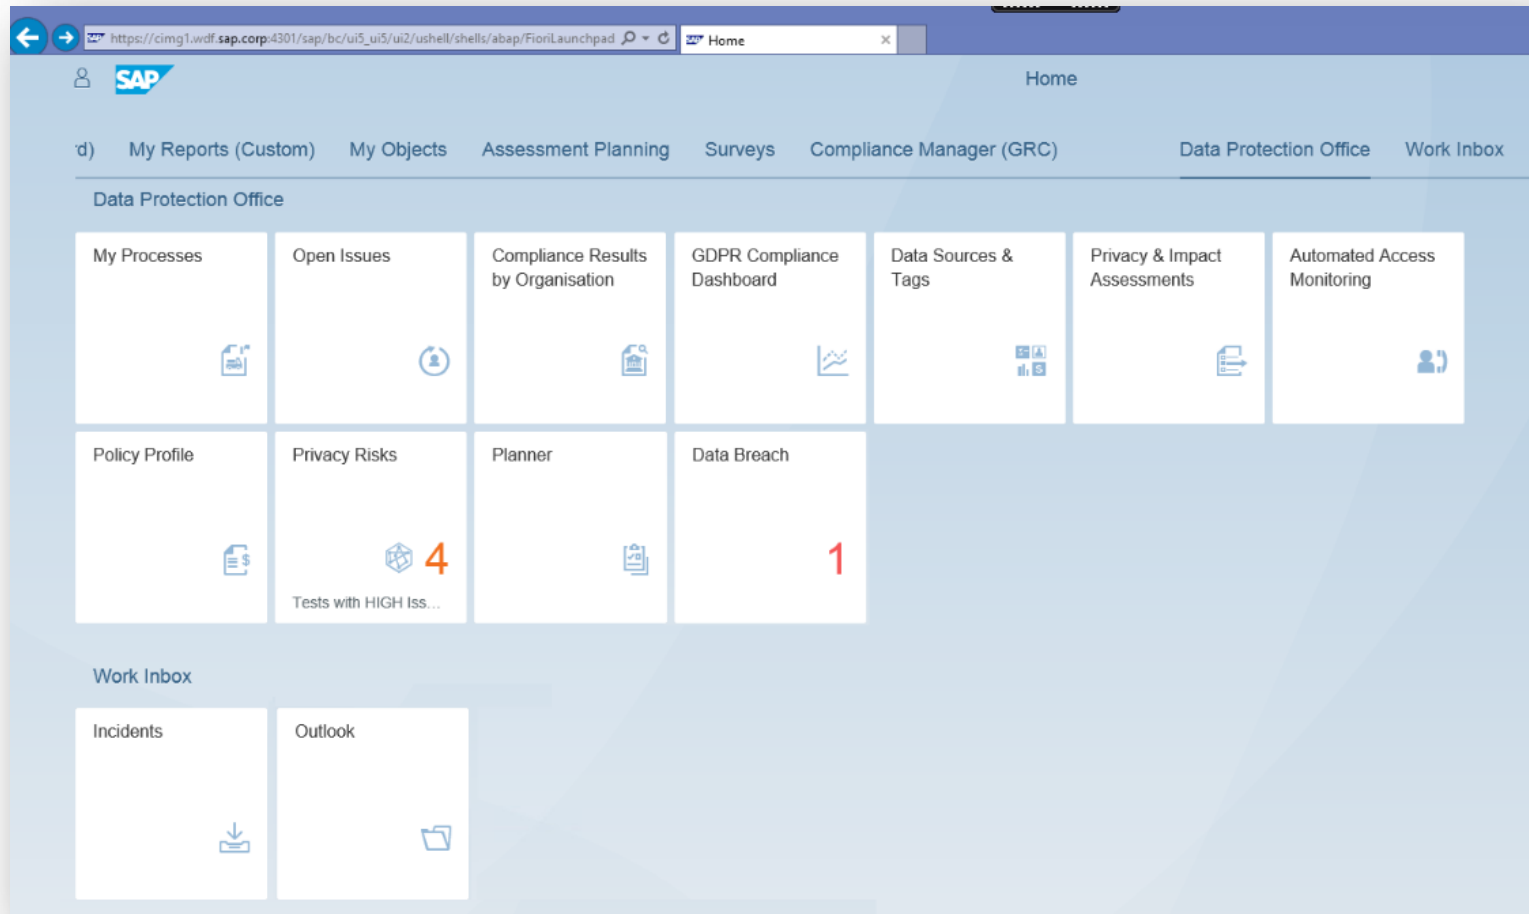 https://cimg1.wdf.sap.corp:4301/sap/bc/ui5_ui5/ui2/ushell/shells/abap/FioriLaunchpad
Home
SAP
Home
'd) My Reports (Custom) My Objects Assessment Planning Surveys Compliance Manager (GRC) Data Protection Office Work Inbox
Data Protection Office
My Processes
Open Issues
Compliance Results
by Organisation
GDPR Compliance
Dashboard
Data Sources &
Tags
Privacy & Impact
Assessments
Automated Access
Monitoring
Policy Profile
Privacy Risks
4
Tests with HIGH Iss...
Planner
Data Breach
1
Work Inbox
Incidents
Outlook